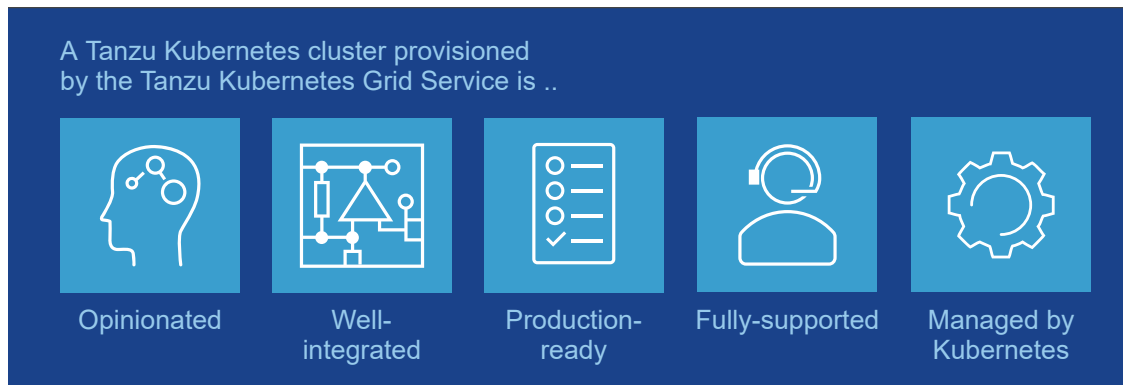 A Tanzu Kubernetes cluster provisioned
by the Tanzu Kubernetes Grid Service is ..
Opinionated
Well-
integrated
Production-
ready
Fully-supported
Managed by
Kubernetes